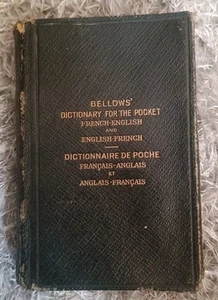 BELLOWS'
DICTIONARY FOR THE POCKET
FRENCH-ENGLISH
AND
ENGLISH-FRENCH
DICTIONNAIRE DE POCHE
FRANÇAIS-ANGLAIS
ET
ANGLAIS-FRANÇAIS